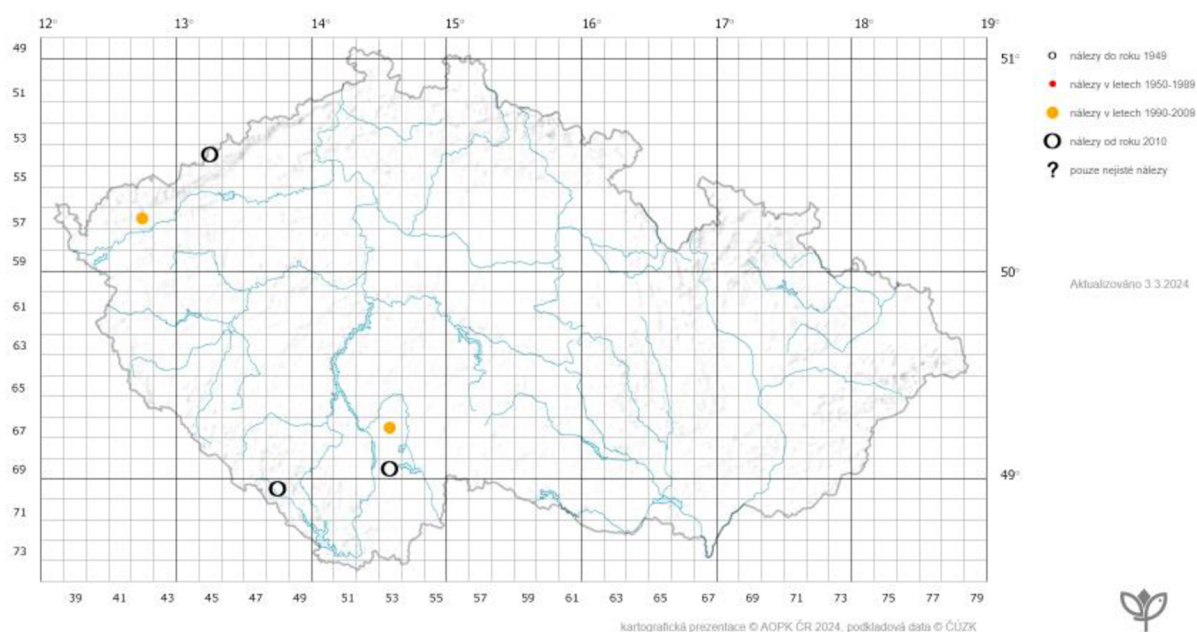 12° 13° 14° 15° 16° 17° 18° 19°
49
51
53
55
57
59
61
63
65
67
69
71
73
51°
50°
49°
39 41 43 45 47 49 51 53 55 57 59 61 63 65 67 69 71 73 75 77 79
nálezy do roku 1949
nálezy v letech 1950-1989
nálezy v letech 1990-2009
nálezy od roku 2010
? pouze nejisté nálezy
Aktualizováno 3.3.2024
kartografická prezentace © AOPK ČR 2024, podkladová data © ČÚZK